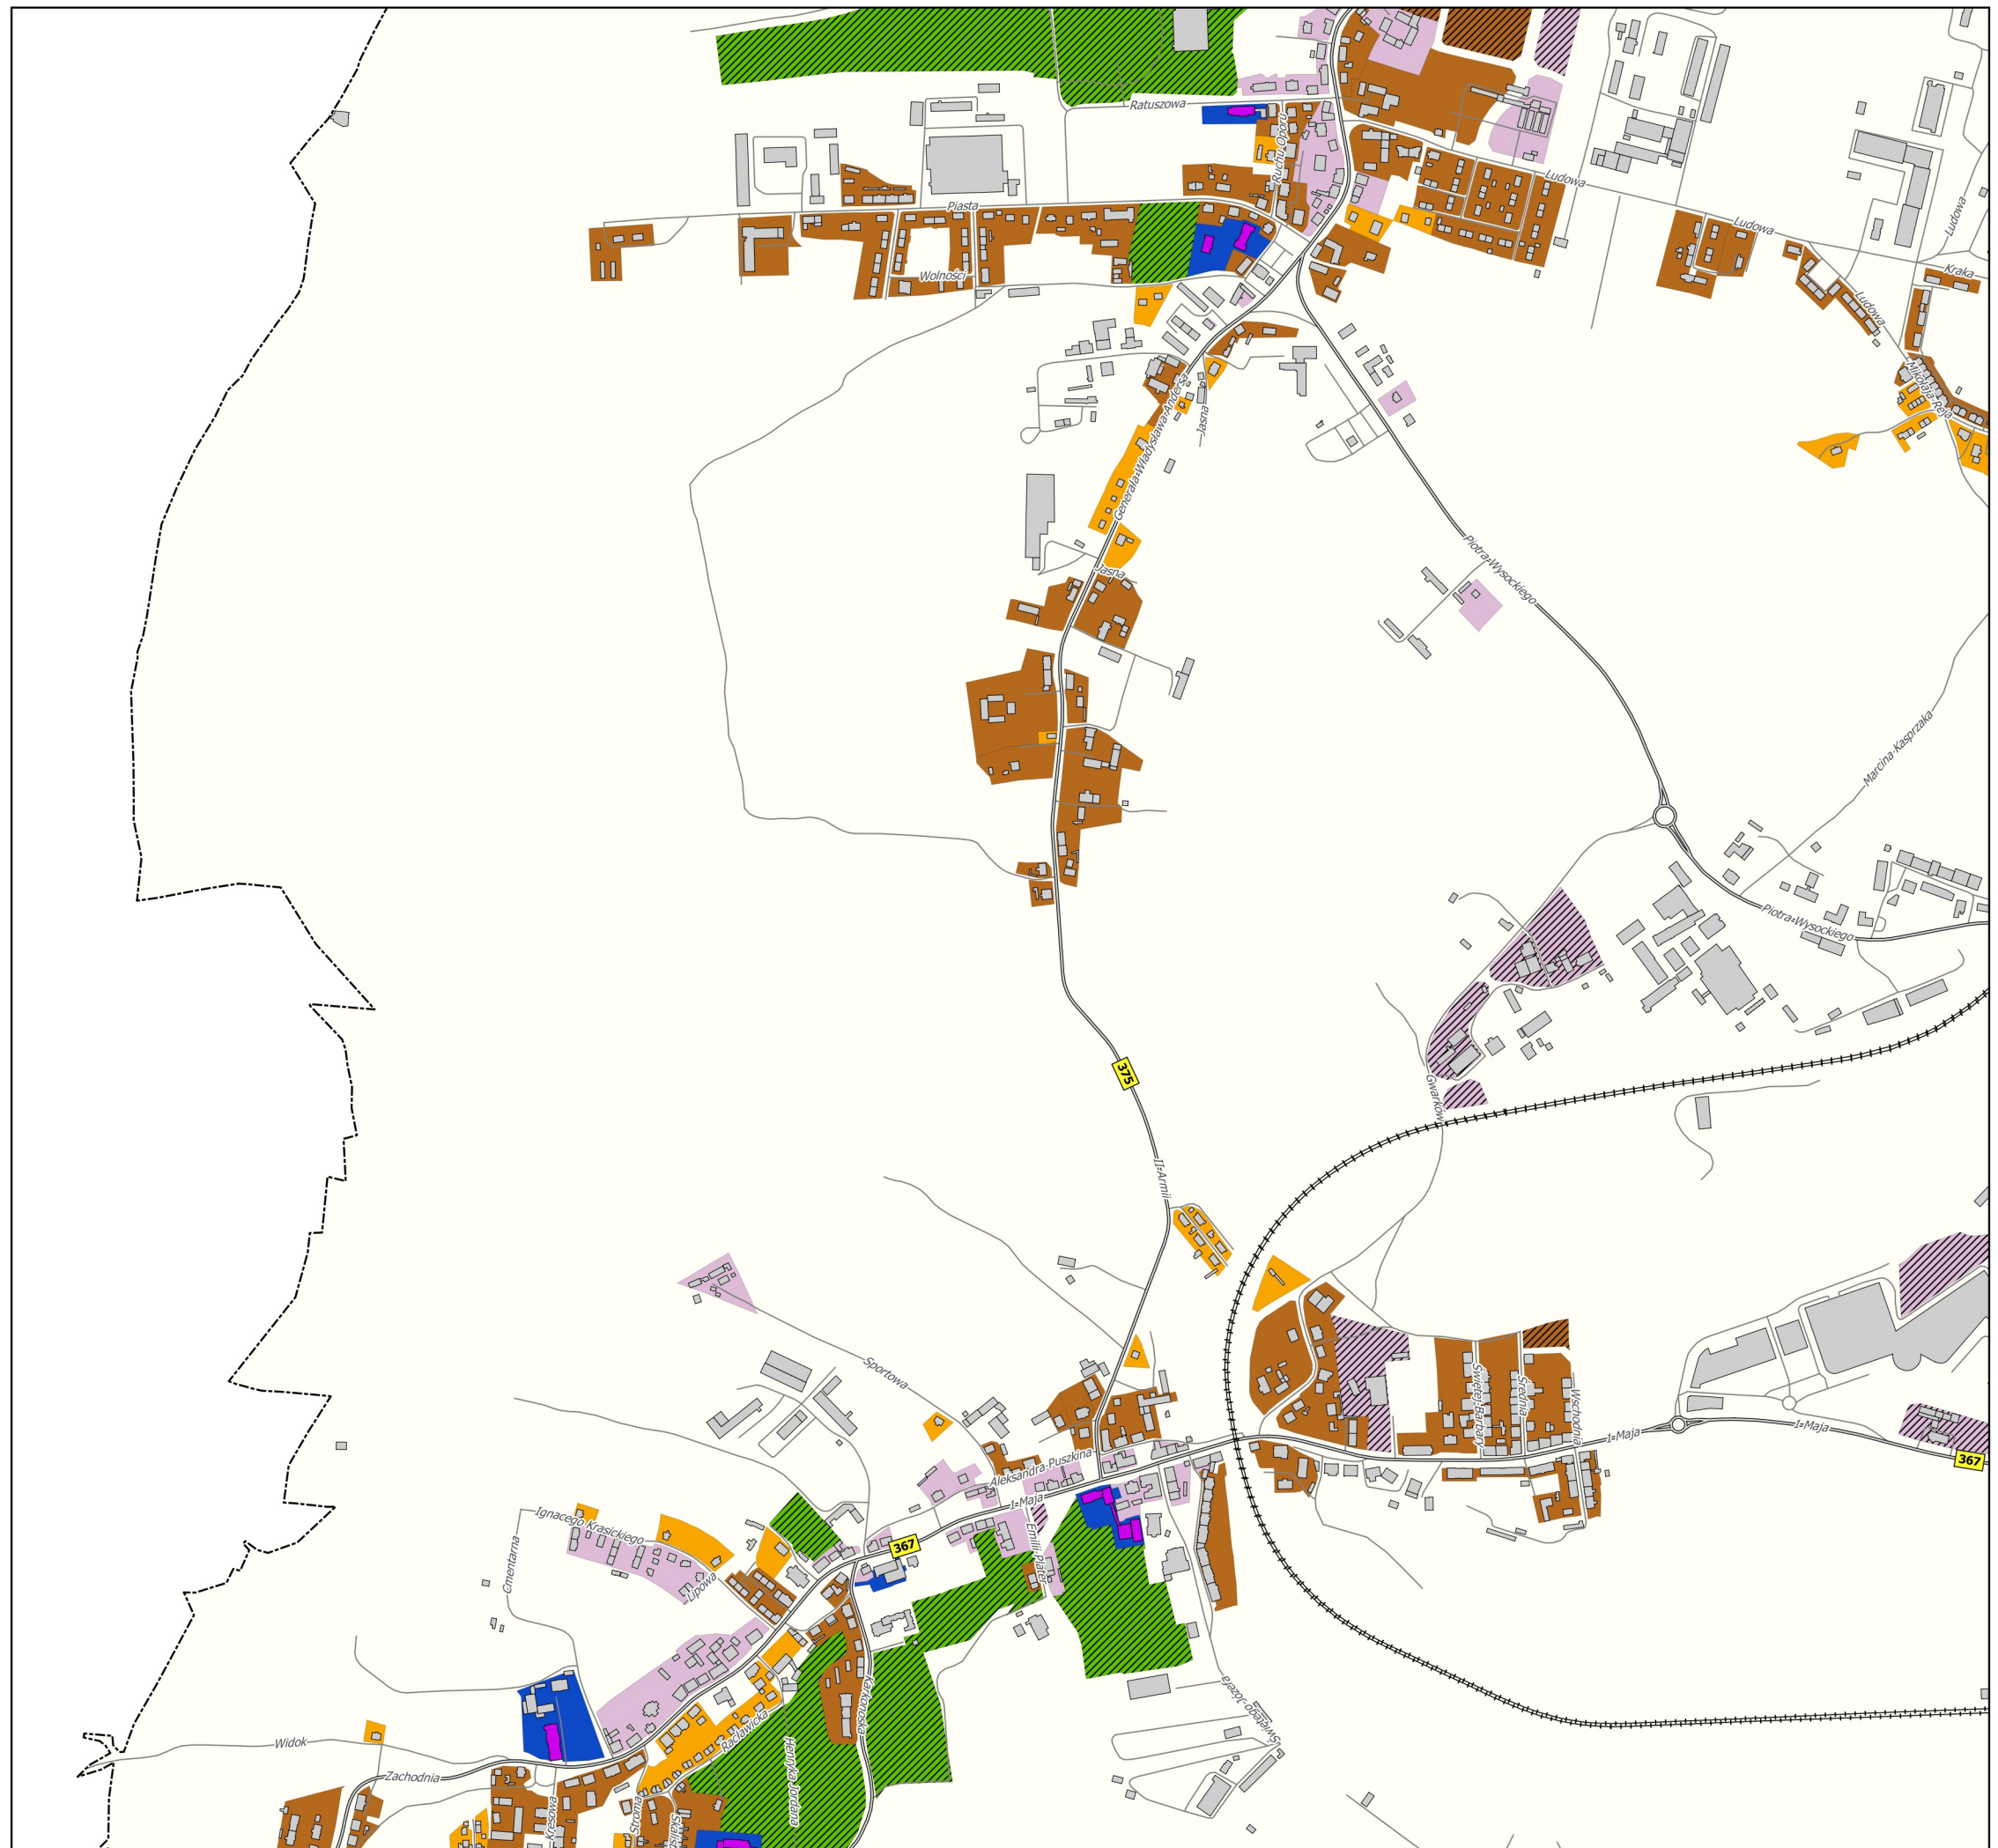 Ratuszowa
Ruchu Oporu
Ludowa
Piasta
Ludowa
Ludowa
Kraka
Wolności
Ludowa
Mikołaja Reja
Generała Władysława Andersa
Jasna
Piotra Wysockiego
Jasna
Marcina Kasprzaka
Piotra Wysockiego
375
Gwarków
II Armii
Sportowa
Świętej Barbary
Średnia
Wschodnia
1 Maja
1 Maja
367
Aleksandra Puszkina
1 Maja
Ignacego Krasickiego
367
Emilii Plater
Cmentarna
Lipowa
Karkonoska
Świętego Józefa
Racławicka
Henryka Jordana
Widok
Zachodnia
Kresowa
Stroma